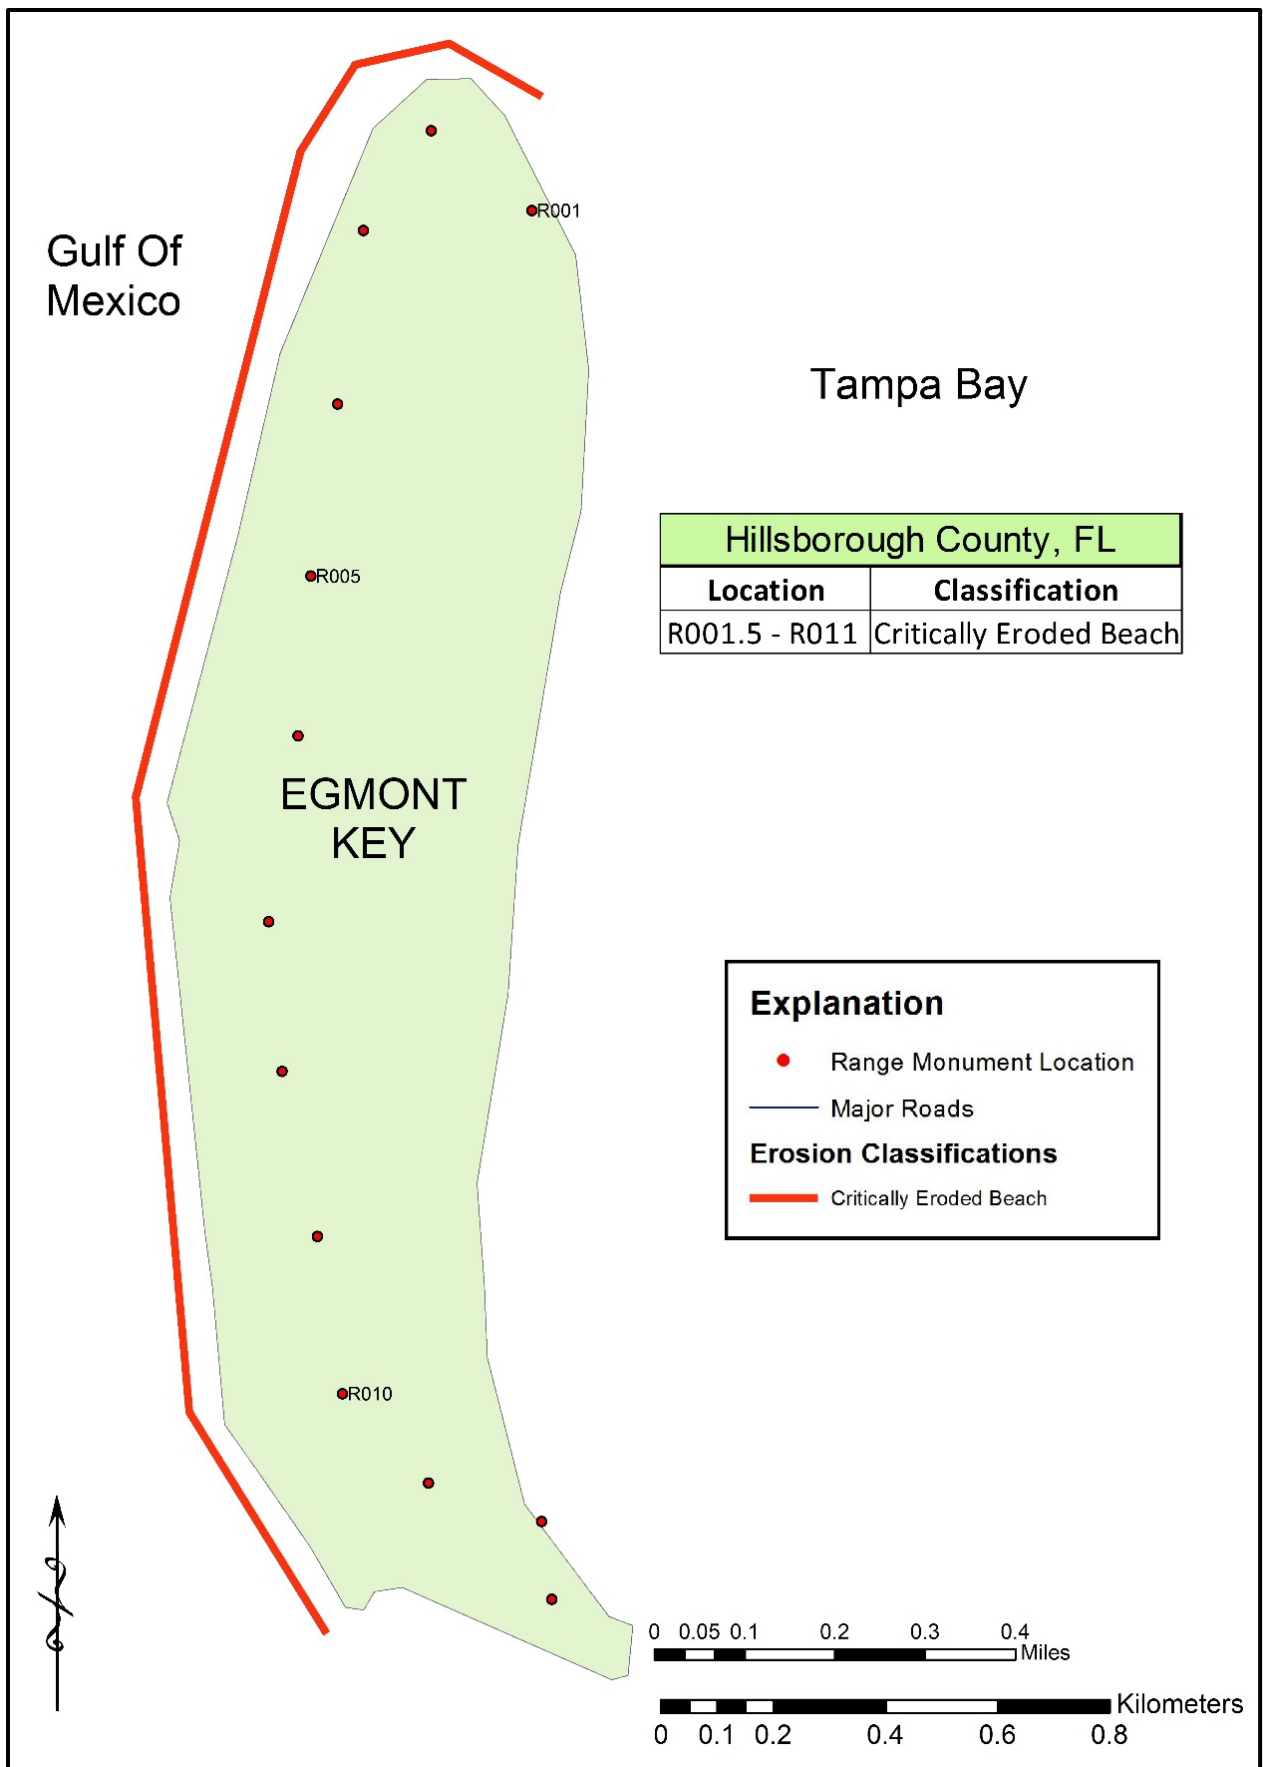 R001
Gulf Of
Mexico
Tampa Bay
Hillsborough County, FL
Location Classification
R001.5 - R011 Critically Eroded Beach
R005
EGMONT
KEY
Explanation
Range Monument Location
Major Roads
Erosion Classifications
Critically Eroded Beach
R010
0 0.05 0.1 0.2 0.3 0.4
Miles
Kilometers
0 0.1 0.2 0.4 0.6 0.8